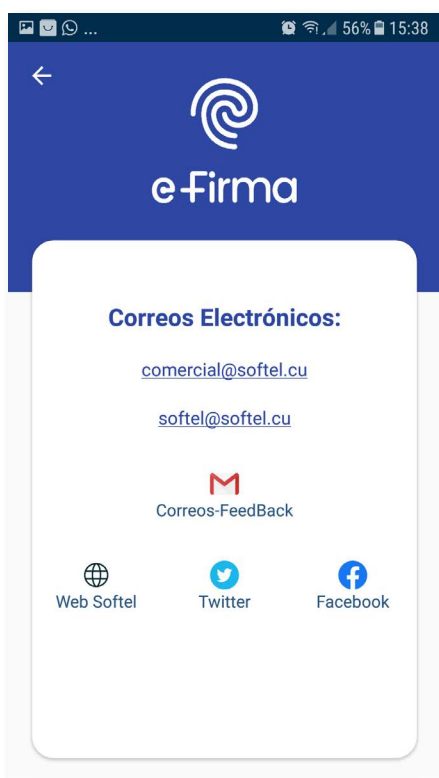 ... 56% 15:38
e-Firma
Correos Electrónicos:
comercial@softel.cu
softel@softel.cu
Correos-FeedBack
Web Softel Twitter Facebook